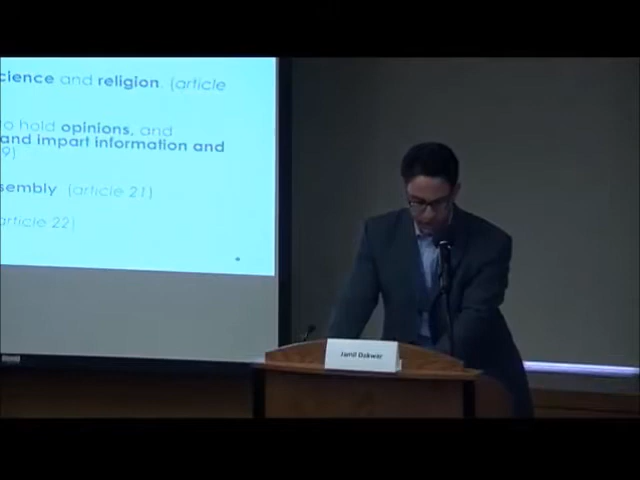 science and religion. (article
to hold opinions, and
and impart information and
9)
sembly (article 21)
article 22)
Jamil Dakwar